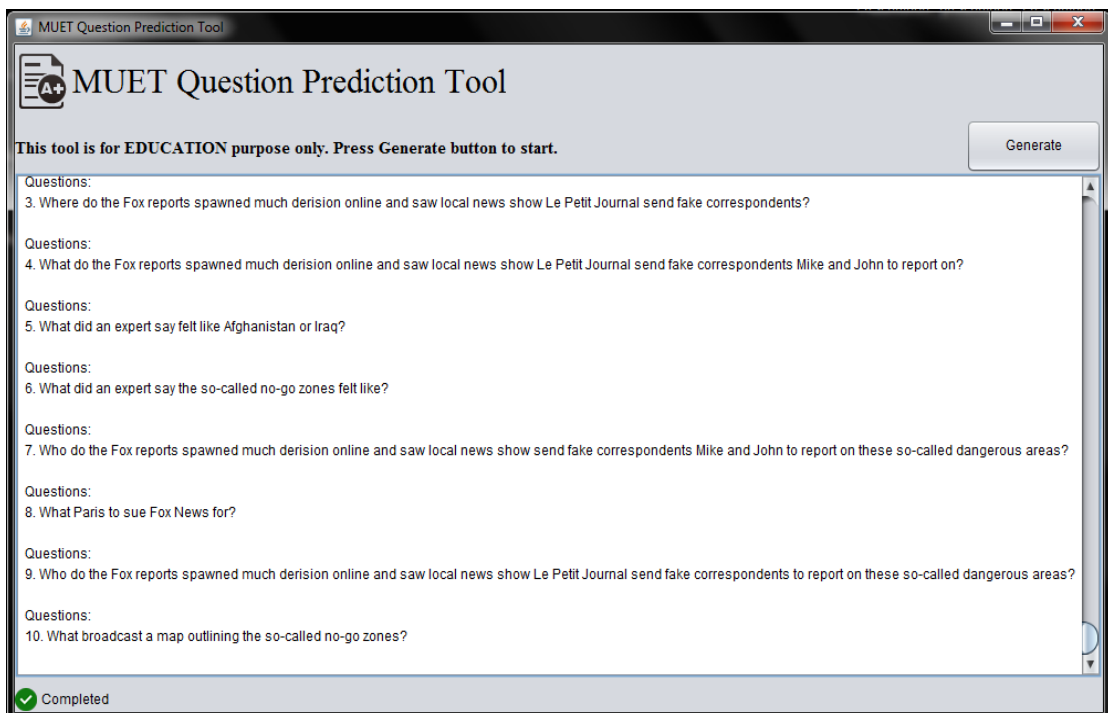 MUET Question Prediction Tool
A+
MUET Question Prediction Tool
This tool is for EDUCATION purpose only. Press Generate button to start.
Generate
Questions:
3. Where do the Fox reports spawned much derision online and saw local news show Le Petit Journal send fake correspondents?
Questions:
4. What do the Fox reports spawned much derision online and saw local news show Le Petit Journal send fake correspondents Mike and John to report on?
Questions:
5. What did an expert say felt like Afghanistan or Iraq?
Questions:
6. What did an expert say the so-called no-go zones felt like?
Questions:
7. Who do the Fox reports spawned much derision online and saw local news show send fake correspondents Mike and John to report on these so-called dangerous areas?
Questions:
8. What Paris to sue Fox News for?
Questions:
9. Who do the Fox reports spawned much derision online and saw local news show Le Petit Journal send fake correspondents to report on these so-called dangerous areas?
Questions:
10. What broadcast a map outlining the so-called no-go zones?
Completed